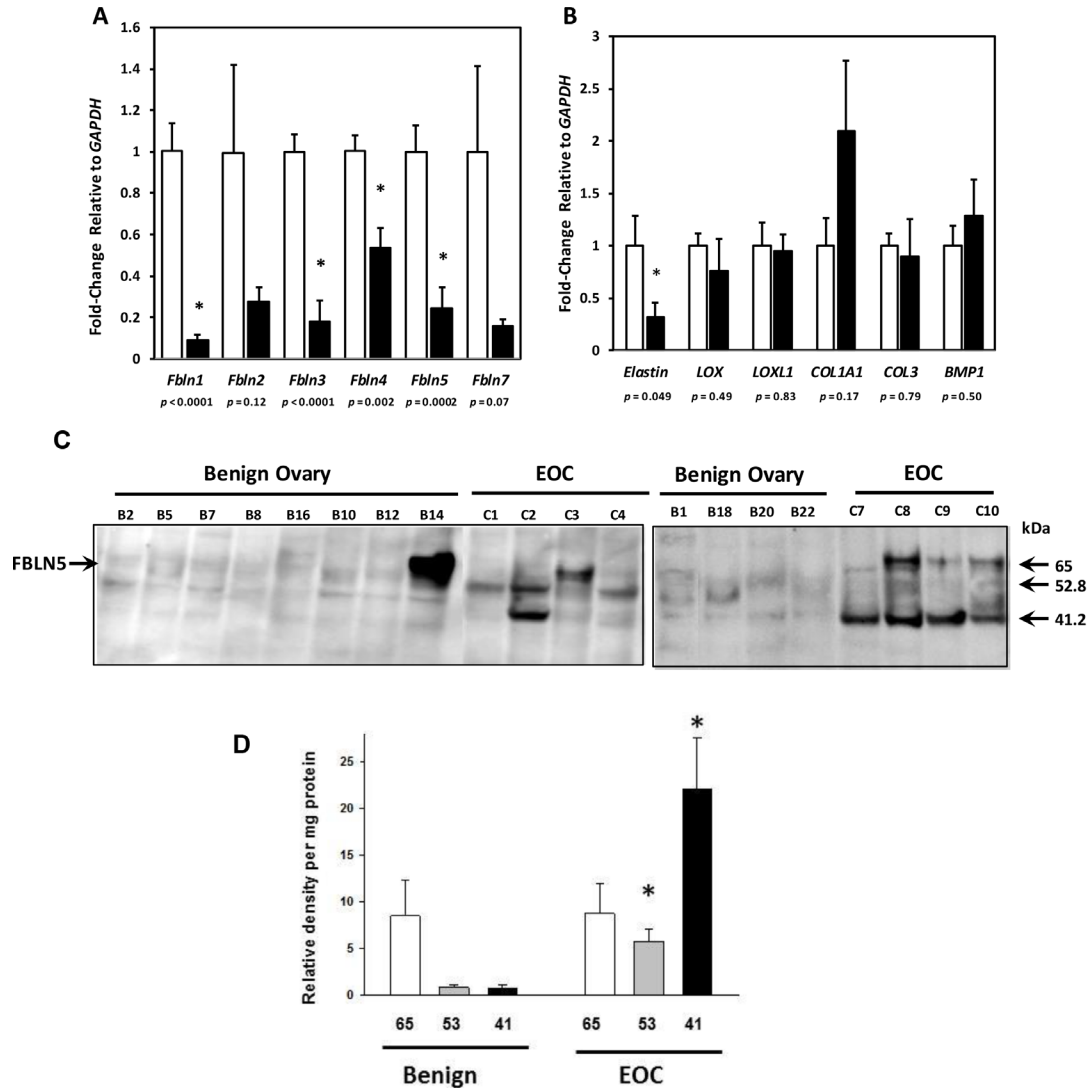 A
Fold-Change Relative to GAPDH
1.6
1.4
1.2
1
0.8
0.6
0.4
0.2
0
* * * *
Fbln1 Fbln2 Fbln3 Fbln4 Fbln5 Fbln7
p < 0.0001 p = 0.12 p < 0.0001 p = 0.002 p = 0.0002 p = 0.07
B
Fold-Change Relative to GAPDH
3
2.5
2
1.5
1
0.5
0
*
Elastin LOX LOXL1 COL1A1 COL3 BMP1
p = 0.049 p = 0.49 p = 0.83 p = 0.17 p = 0.79 p = 0.50
C
Benign Ovary EOC Benign Ovary EOC
B2 B5 B7 B8 B16 B10 B12 B14 C1 C2 C3 C4 B1 B18 B20 B22 C7 C8 C9 C10
kDa
FBLN5
65
52.8
41.2
D
Relative density per mg protein
25
20
15
10
5
0
* *
65 53 41 65 53 41
Benign EOC